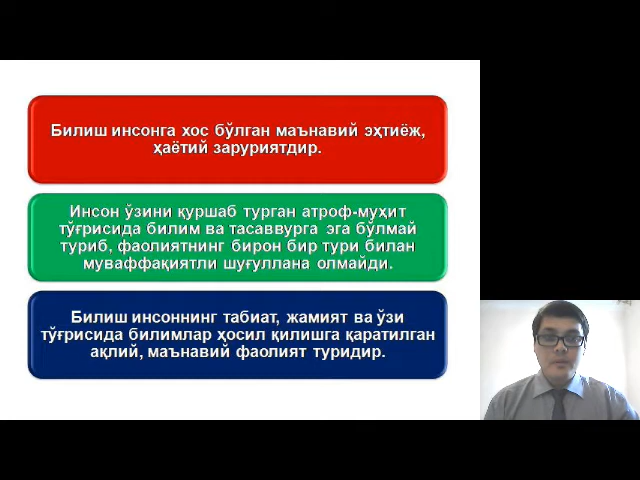 Билиш инсонга хос бўлган маънавий эҳтиёж,
ҳаётий заруриятдир.
Инсон ўзини қуршаб турган атроф-муҳит
тўғрисида билим ва тасаввурга эга бўлмай
туриб, фаолиятнинг бирон бир тури билан
муваффақиятли шуғуллана олмайди.
Билиш инсоннинг табиат, жамият ва ўзи
тўғрисида билимлар ҳосил қилишга қаратилган
ақлий, маънавий фаолият туридир.